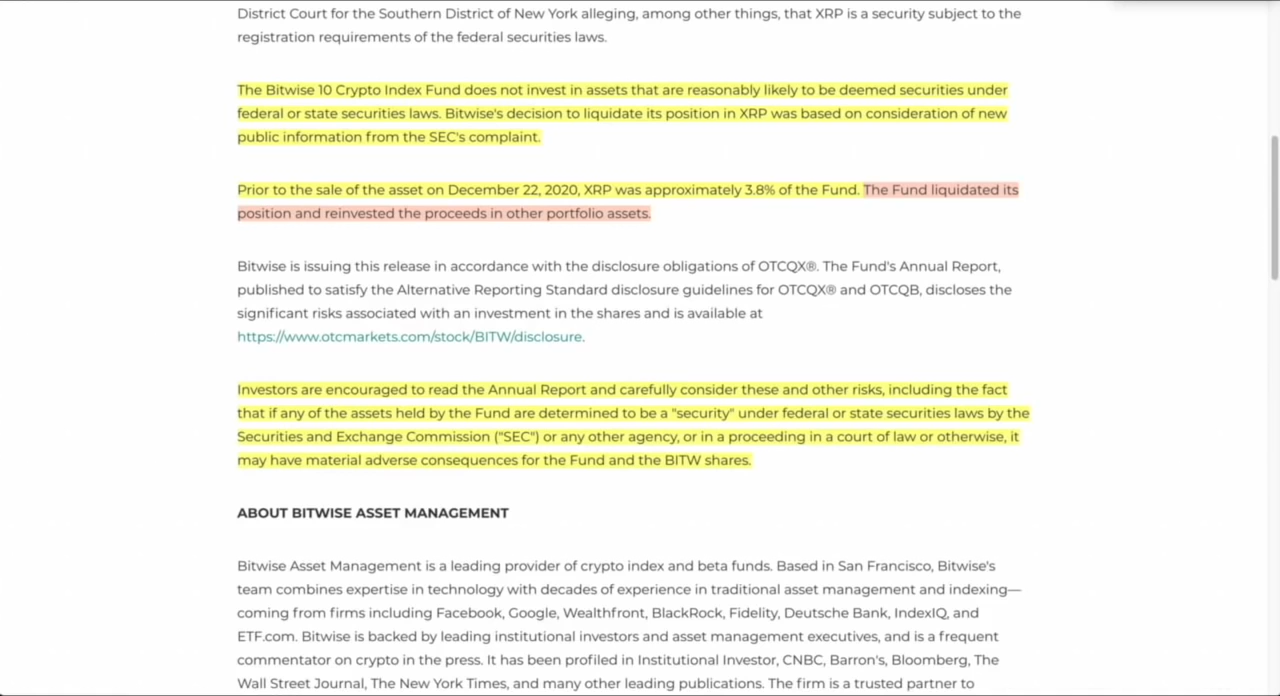 District Court for the Southern District of New York alleging, among other things, that XRP is a security subject to the
registration requirements of the federal securities laws.
The Bitwise 10 Crypto Index Fund does not invest in assets that are reasonably likely to be deemed securities under
federal or state securities laws. Bitwise's decision to liquidate its position in XRP was based on consideration of new
public information from the SEC's complaint.
Prior to the sale of the asset on December 22, 2020, XRP was approximately 3.8% of the Fund. The Fund liquidated its
position and reinvested the proceeds in other portfolio assets.
Bitwise is issuing this release in accordance with the disclosure obligations of OTCQX®. The Fund's Annual Report,
published to satisfy the Alternative Reporting Standard disclosure guidelines for OTCQX® and OTCQB, discloses the
significant risks associated with an investment in the shares and is available at
https://www.otcmarkets.com/stock/BITW/disclosure.
Investors are encouraged to read the Annual Report and carefully consider these and other risks, including the fact
that if any of the assets held by the Fund are determined to be a "security" under federal or state securities laws by the
Securities and Exchange Commission ("SEC") or any other agency, or in a proceeding in a court of law or otherwise, it
may have material adverse consequences for the Fund and the BITW shares.
ABOUT BITWISE ASSET MANAGEMENT
Bitwise Asset Management is a leading provider of crypto index and beta funds. Based in San Francisco, Bitwise's
team combines expertise in technology with decades of experience in traditional asset management and indexing—
coming from firms including Facebook, Google, Wealthfront, BlackRock, Fidelity, Deutsche Bank, IndexIQ, and
ETF.com. Bitwise is backed by leading institutional investors and asset management executives, and is a frequent
commentator on crypto in the press. It has been profiled in Institutional Investor, CNBC, Barron's, Bloomberg, The
Wall Street Journal, The New York Times, and many other leading publications. The firm is a trusted partner to